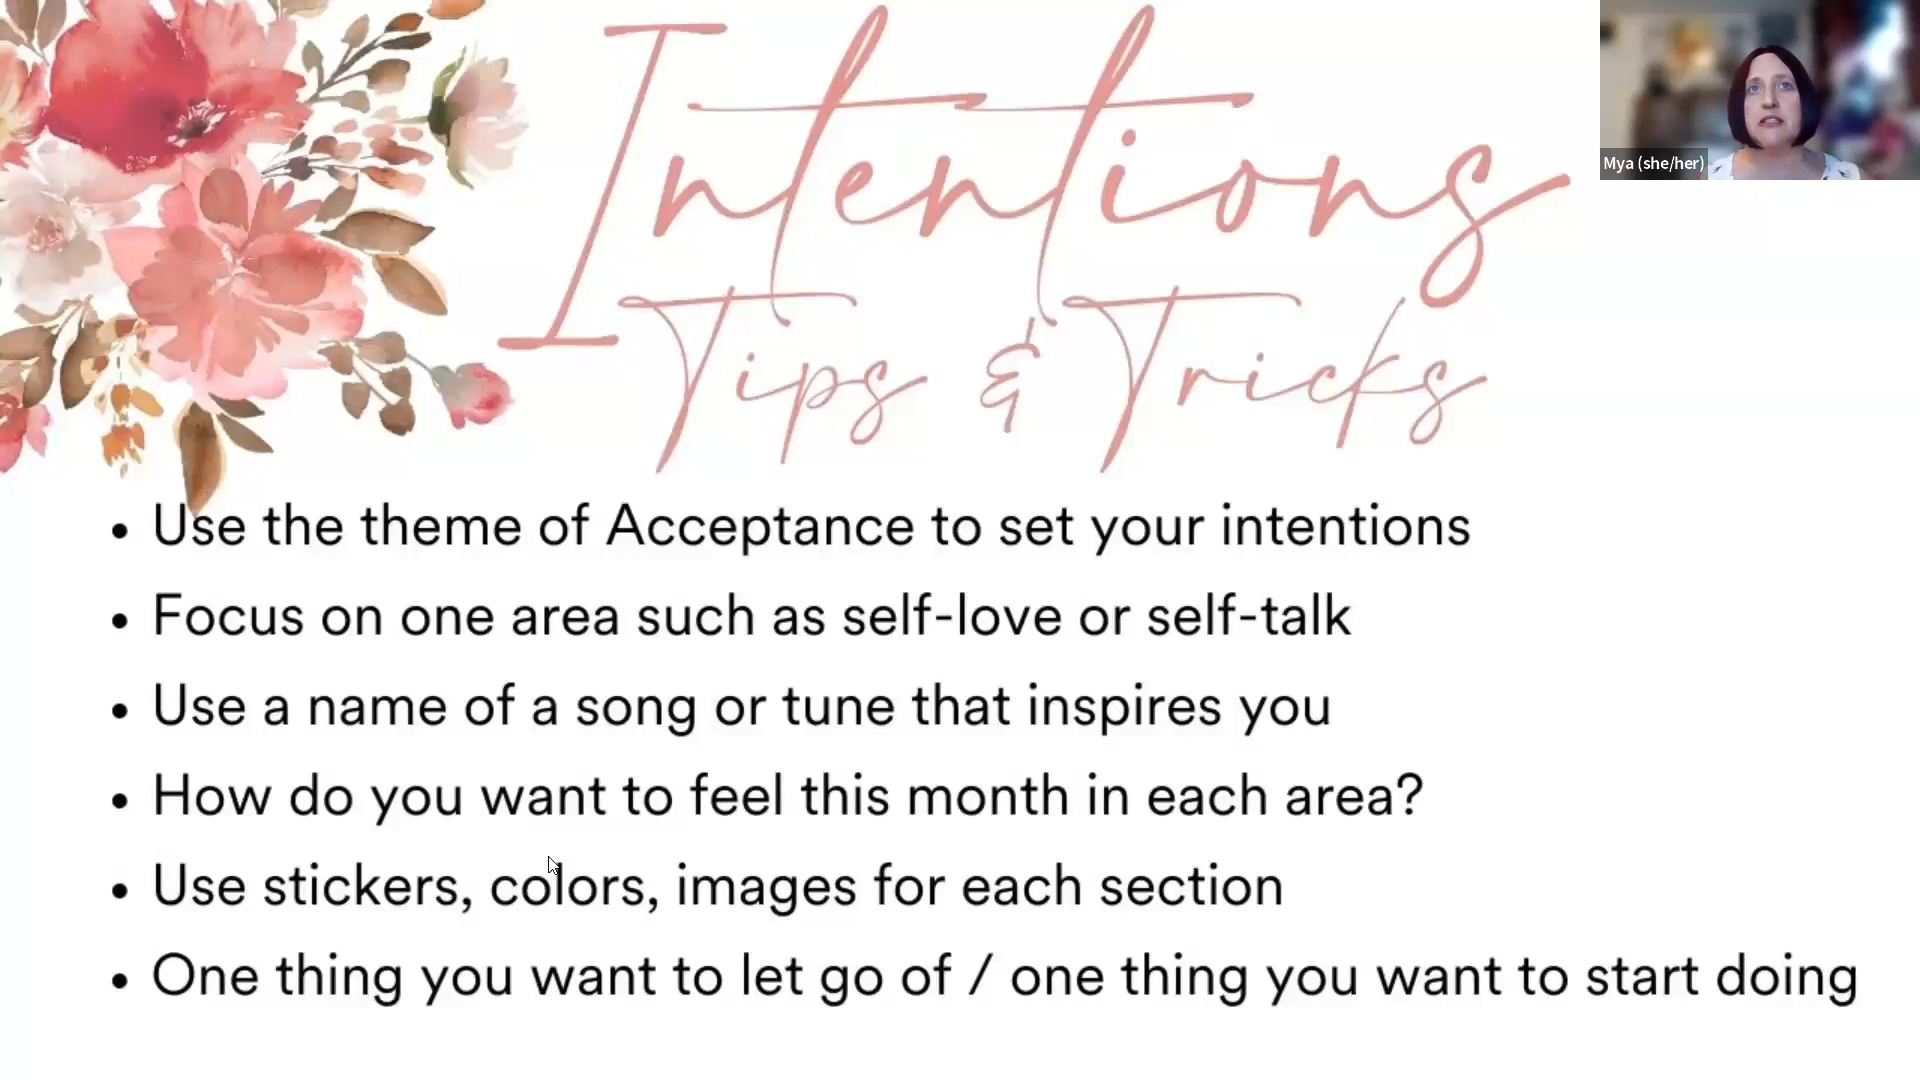 Intentions
Mya (she/her)
Tips & Tricks
• Use the theme of Acceptance to set your intentions
• Focus on one area such as self-love or self-talk
• Use a name of a song or tune that inspires you
• How do you want to feel this month in each area?
• Use stickers, colors, images for each section
• One thing you want to let go of / one thing you want to start doing